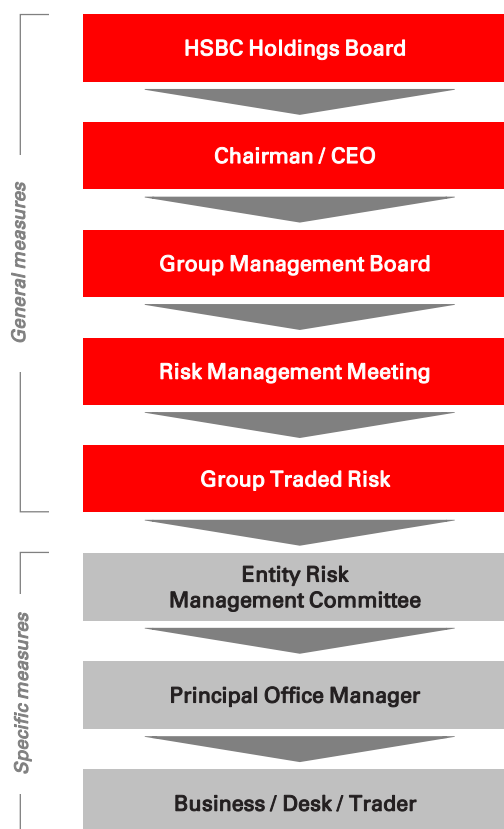 General measures
HSBC Holdings Board
Chairman / CEO
Group Management Board
Risk Management Meeting
Group Traded Risk
Specific measures
Entity Risk
Management Committee
Principal Office Manager
Business / Desk / Trader